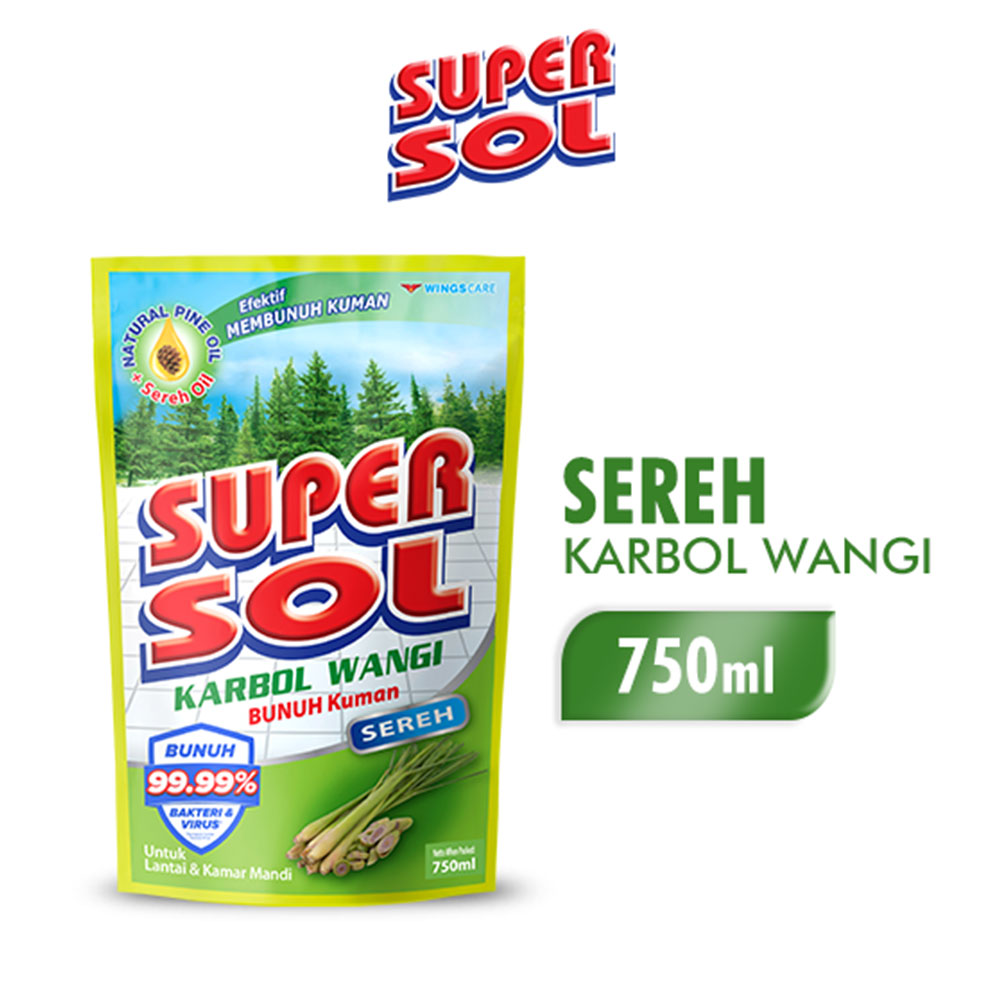 SUPER
SOL
WINGSCARE
Efektif
MEMBUNUH KUMAN
NATURAL PINE OIL
+ Sereh Oil
SUPER
SOL
KARBOL WANGI
BUNUH Kuman
SEREH
BUNUH
99.99%
BAKTERI &
VIRUS
Untuk
Lantai & Kamar Mandi
750ml
SEREH
KARBOL WANGI
750ml